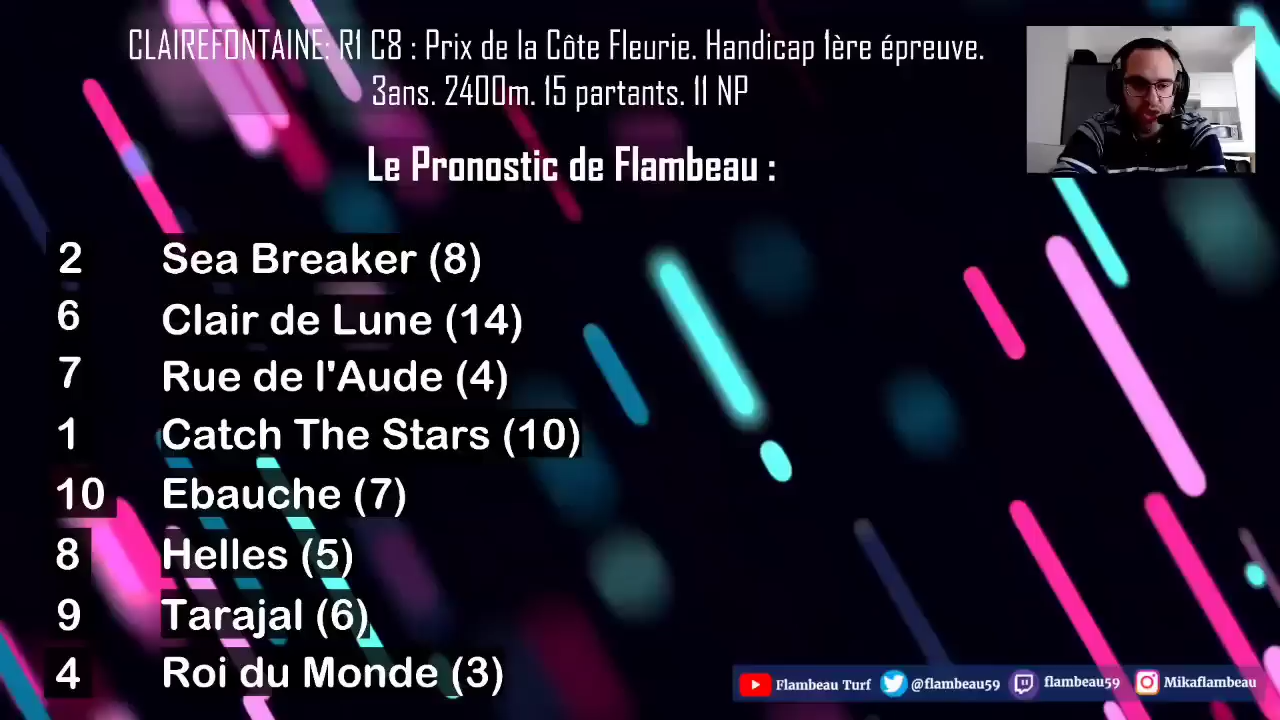 CLAIREFONTAINE: R1 C8 : Prix de la Côte Fleurie. Handicap 1ère épreuve.
3ans. 2400m. 15 partants. 11 NP
Le Pronostic de Flambeau :
2 Sea Breaker (8)
6 Clair de Lune (14)
7 Rue de l'Aude (4)
1 Catch The Stars (10)
10 Ebauche (7)
8 Helles (5)
9 Tarajal (6)
4 Roi du Monde (3)
Flambeau Turf @flambeau59 flambeau59 Mikaflambeau